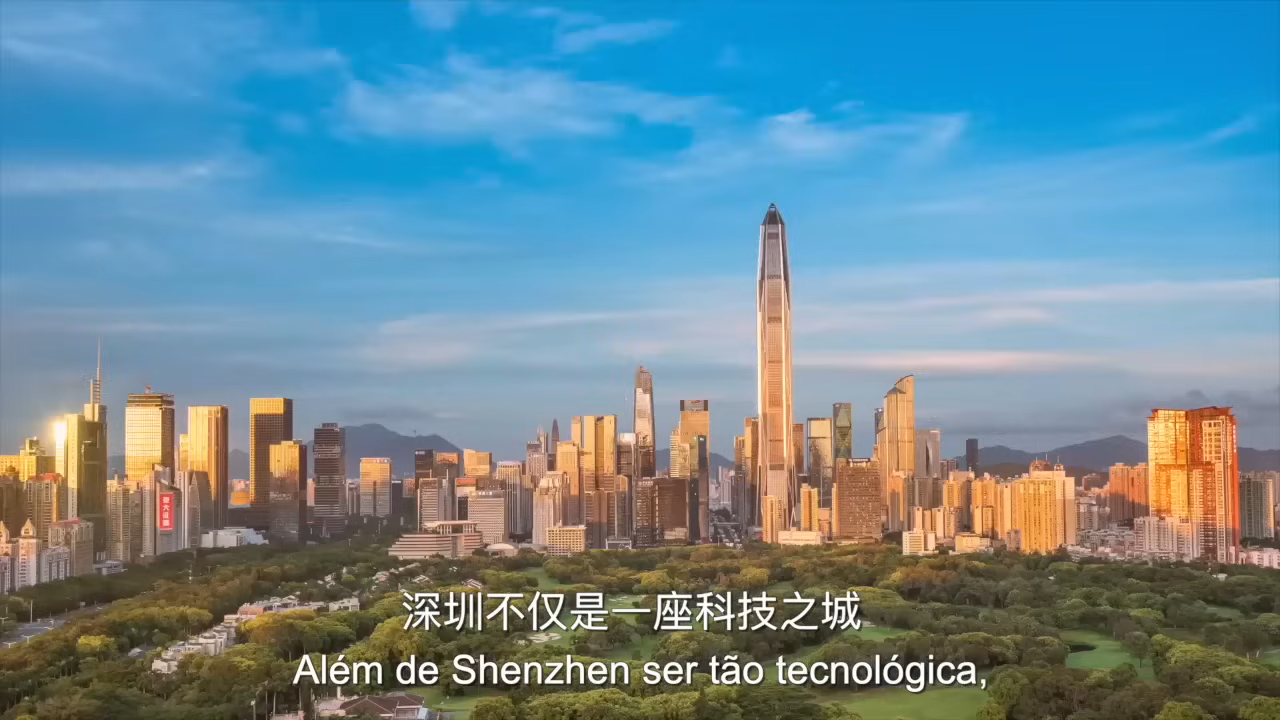 深圳不仅是一座科技之城
Além de Shenzhen ser tão tecnológica,